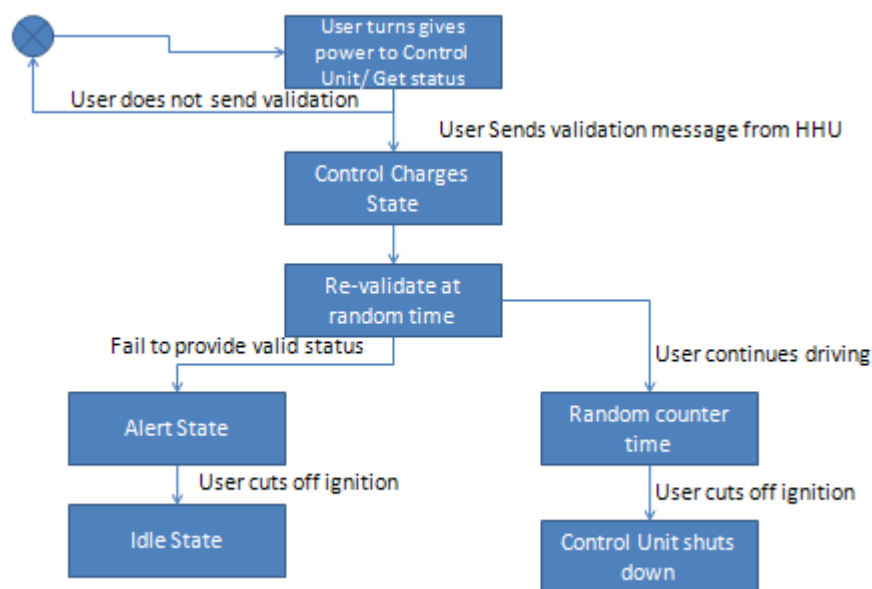 User turns gives
power to Control
Unit/ Get status
User does not send validation
User Sends validation message from HHU
Control Charges
State
Re-validate at
random time
Fail to provide valid status
User continues driving
Alert State
Random counter
time
User cuts off ignition
User cuts off ignition
Idle State
Control Unit shuts
down